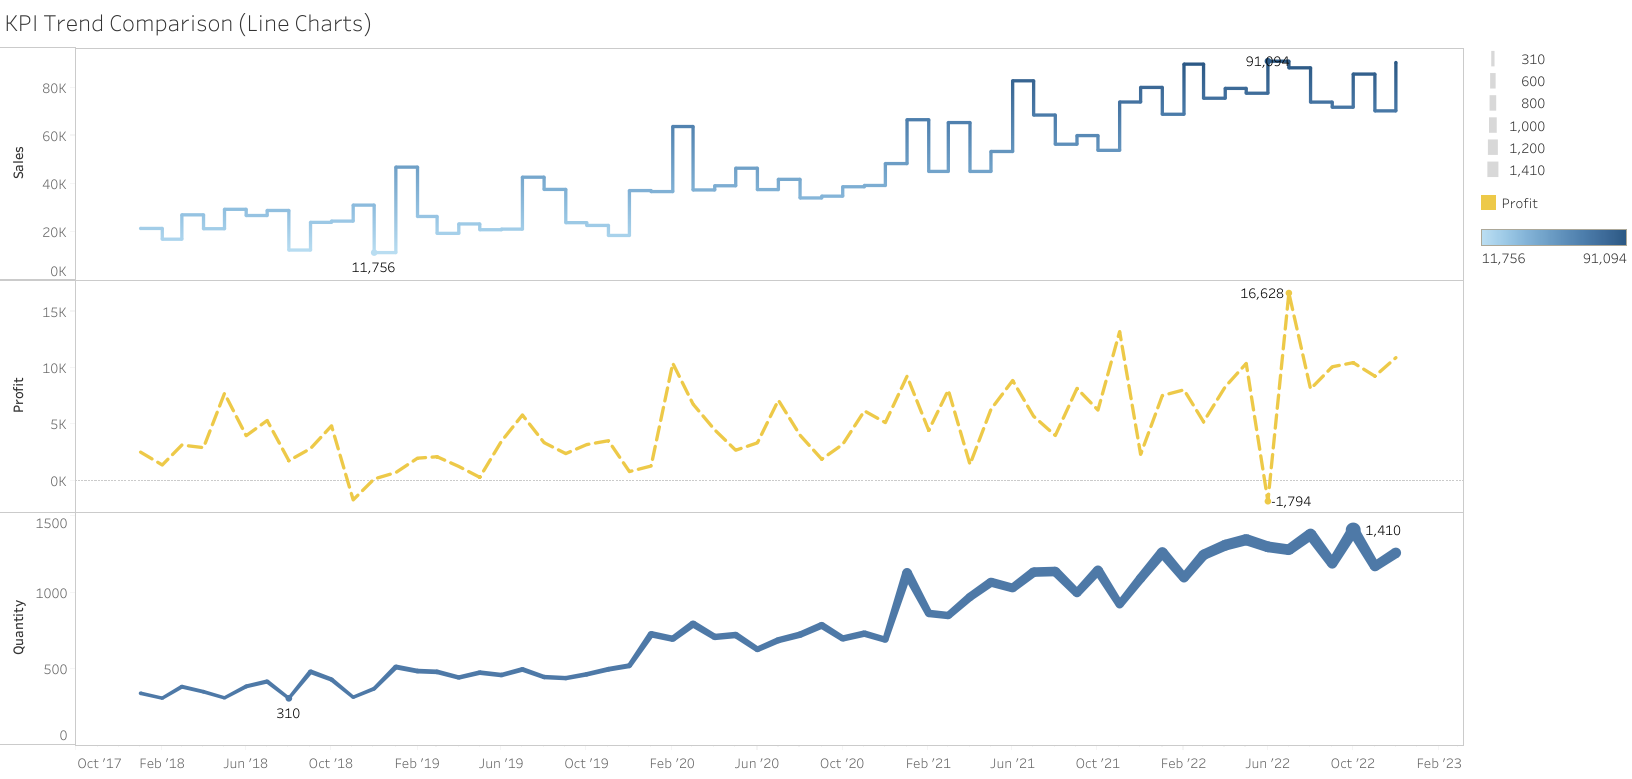 KPI Trend Comparison (Line Charts)
Sales
80K
60K
40K
20K
0K
91,094
11,756
Profit
15K
10K
5K
0K
16,628
-1,794
Quantity
1500
1000
500
0
1,410
310
Oct '17 Feb '18 Jun '18 Oct '18 Feb '19 Jun '19 Oct '19 Feb '20 Jun '20 Oct '20 Feb '21 Jun '21 Oct '21 Feb '22 Jun '22 Oct '22 Feb '23
310
600
800
1,000
1,200
1,410
Profit
11,756 91,094